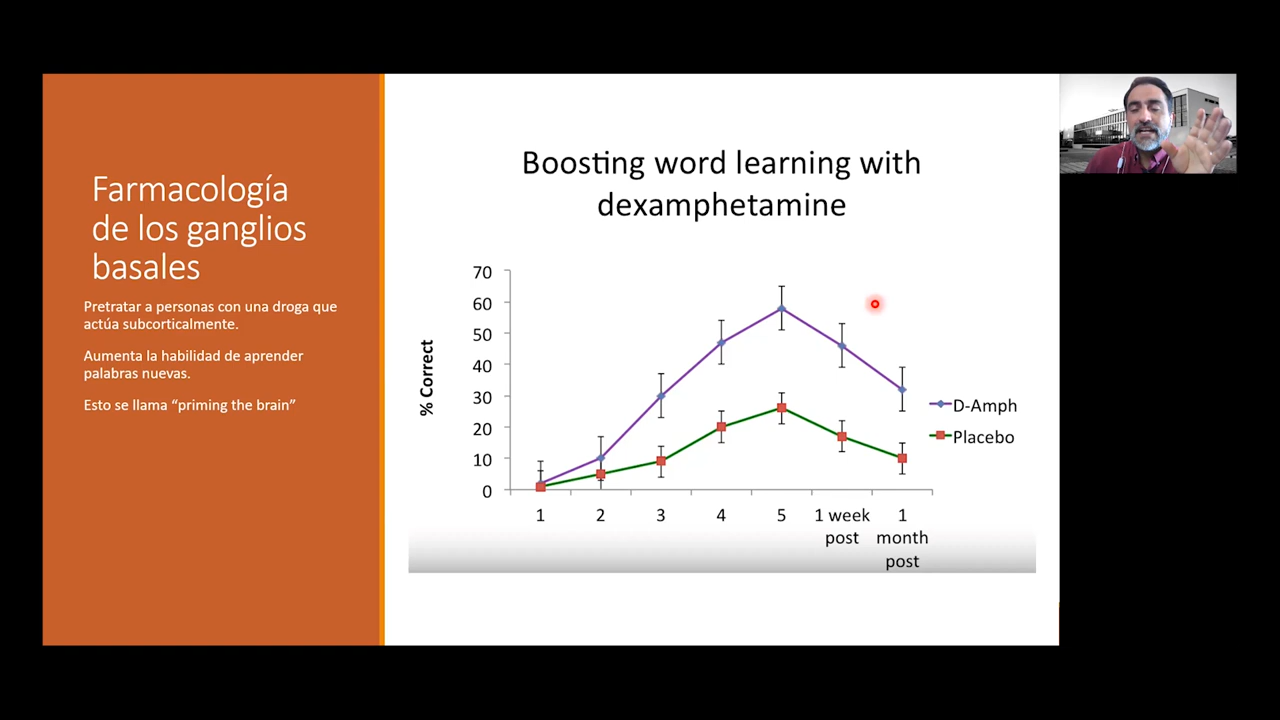 Farmacología
de los ganglios
basales
Pretratar a personas con una droga que
actúa subcorticalmente.
Aumenta la habilidad de aprender
palabras nuevas.
Esto se llama “priming the brain”
Boosting word learning with
dexamphetamine
% Correct
70
60
50
40
30
20
10
0
1
2
3
4
5
1 week
post
1
month
post
D-Amph
Placebo